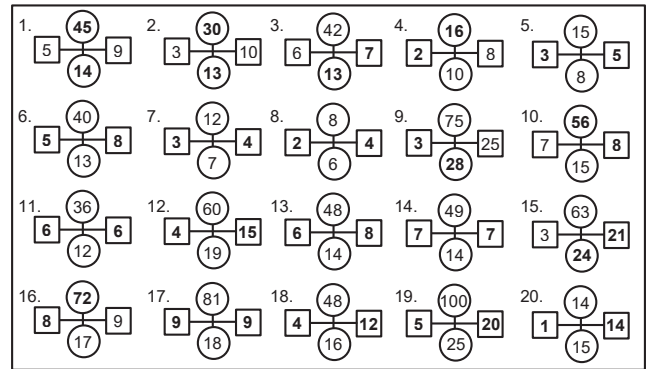 1. 2. 3. 4. 5.
45 30 42 16 15
5 9 3 10 6 7 2 8 3 5
14 13 13 10 8
6. 7. 8. 9. 10.
40 12 8 75 56
5 8 3 4 2 4 3 25 7 8
13 7 6 28 15
11. 12. 13. 14. 15.
36 60 48 49 63
6 6 4 15 6 8 7 7 3 21
12 19 14 14 24
16. 17. 18. 19. 20.
72 81 48 100 14
8 9 9 9 4 12 5 20 1 14
17 18 16 25 15